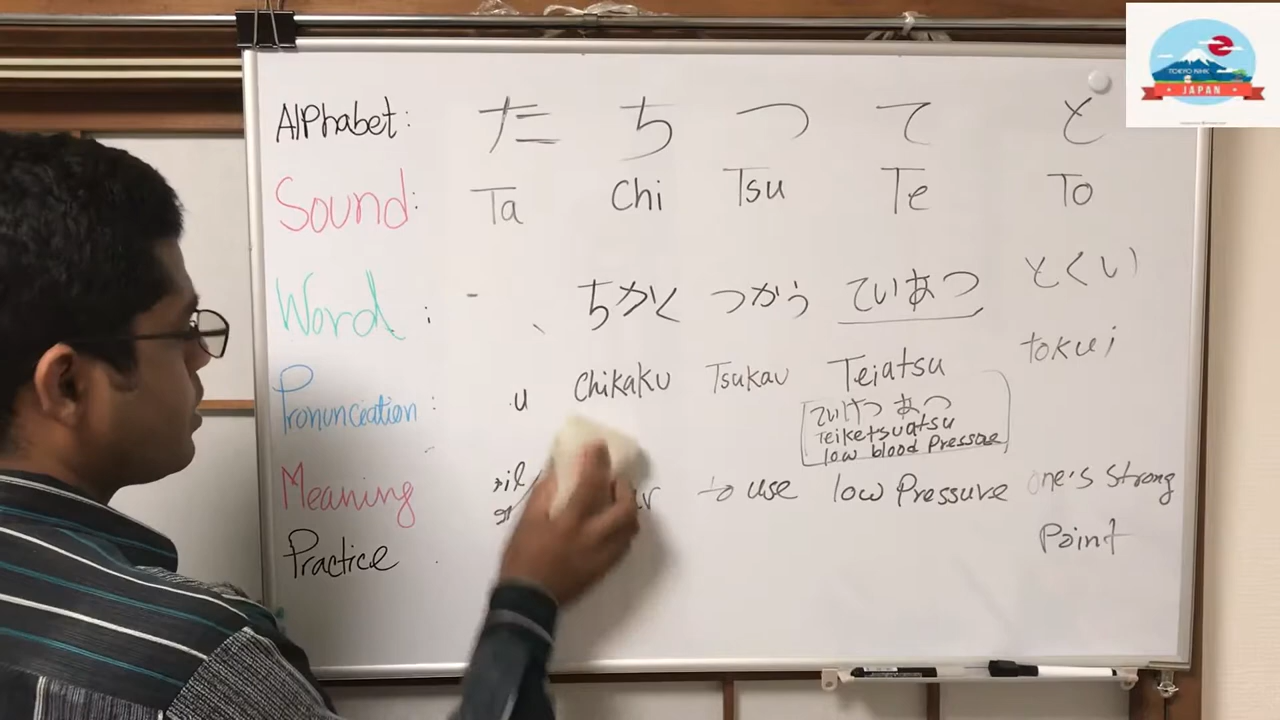 Alphabet: た ち つ て と
Sound: Ta Chi Tsu Te To
Word: ちかく つかう ていあつ とくい
Pronunciation: u Chikaku Tsukau Teiatsu tokui
ていけつ あつ
Teiketsuatsu
low blood Pressure
Meaning to use low Pressure one's Strong
Point
Practice
TOKYO NIHK
JAPAN